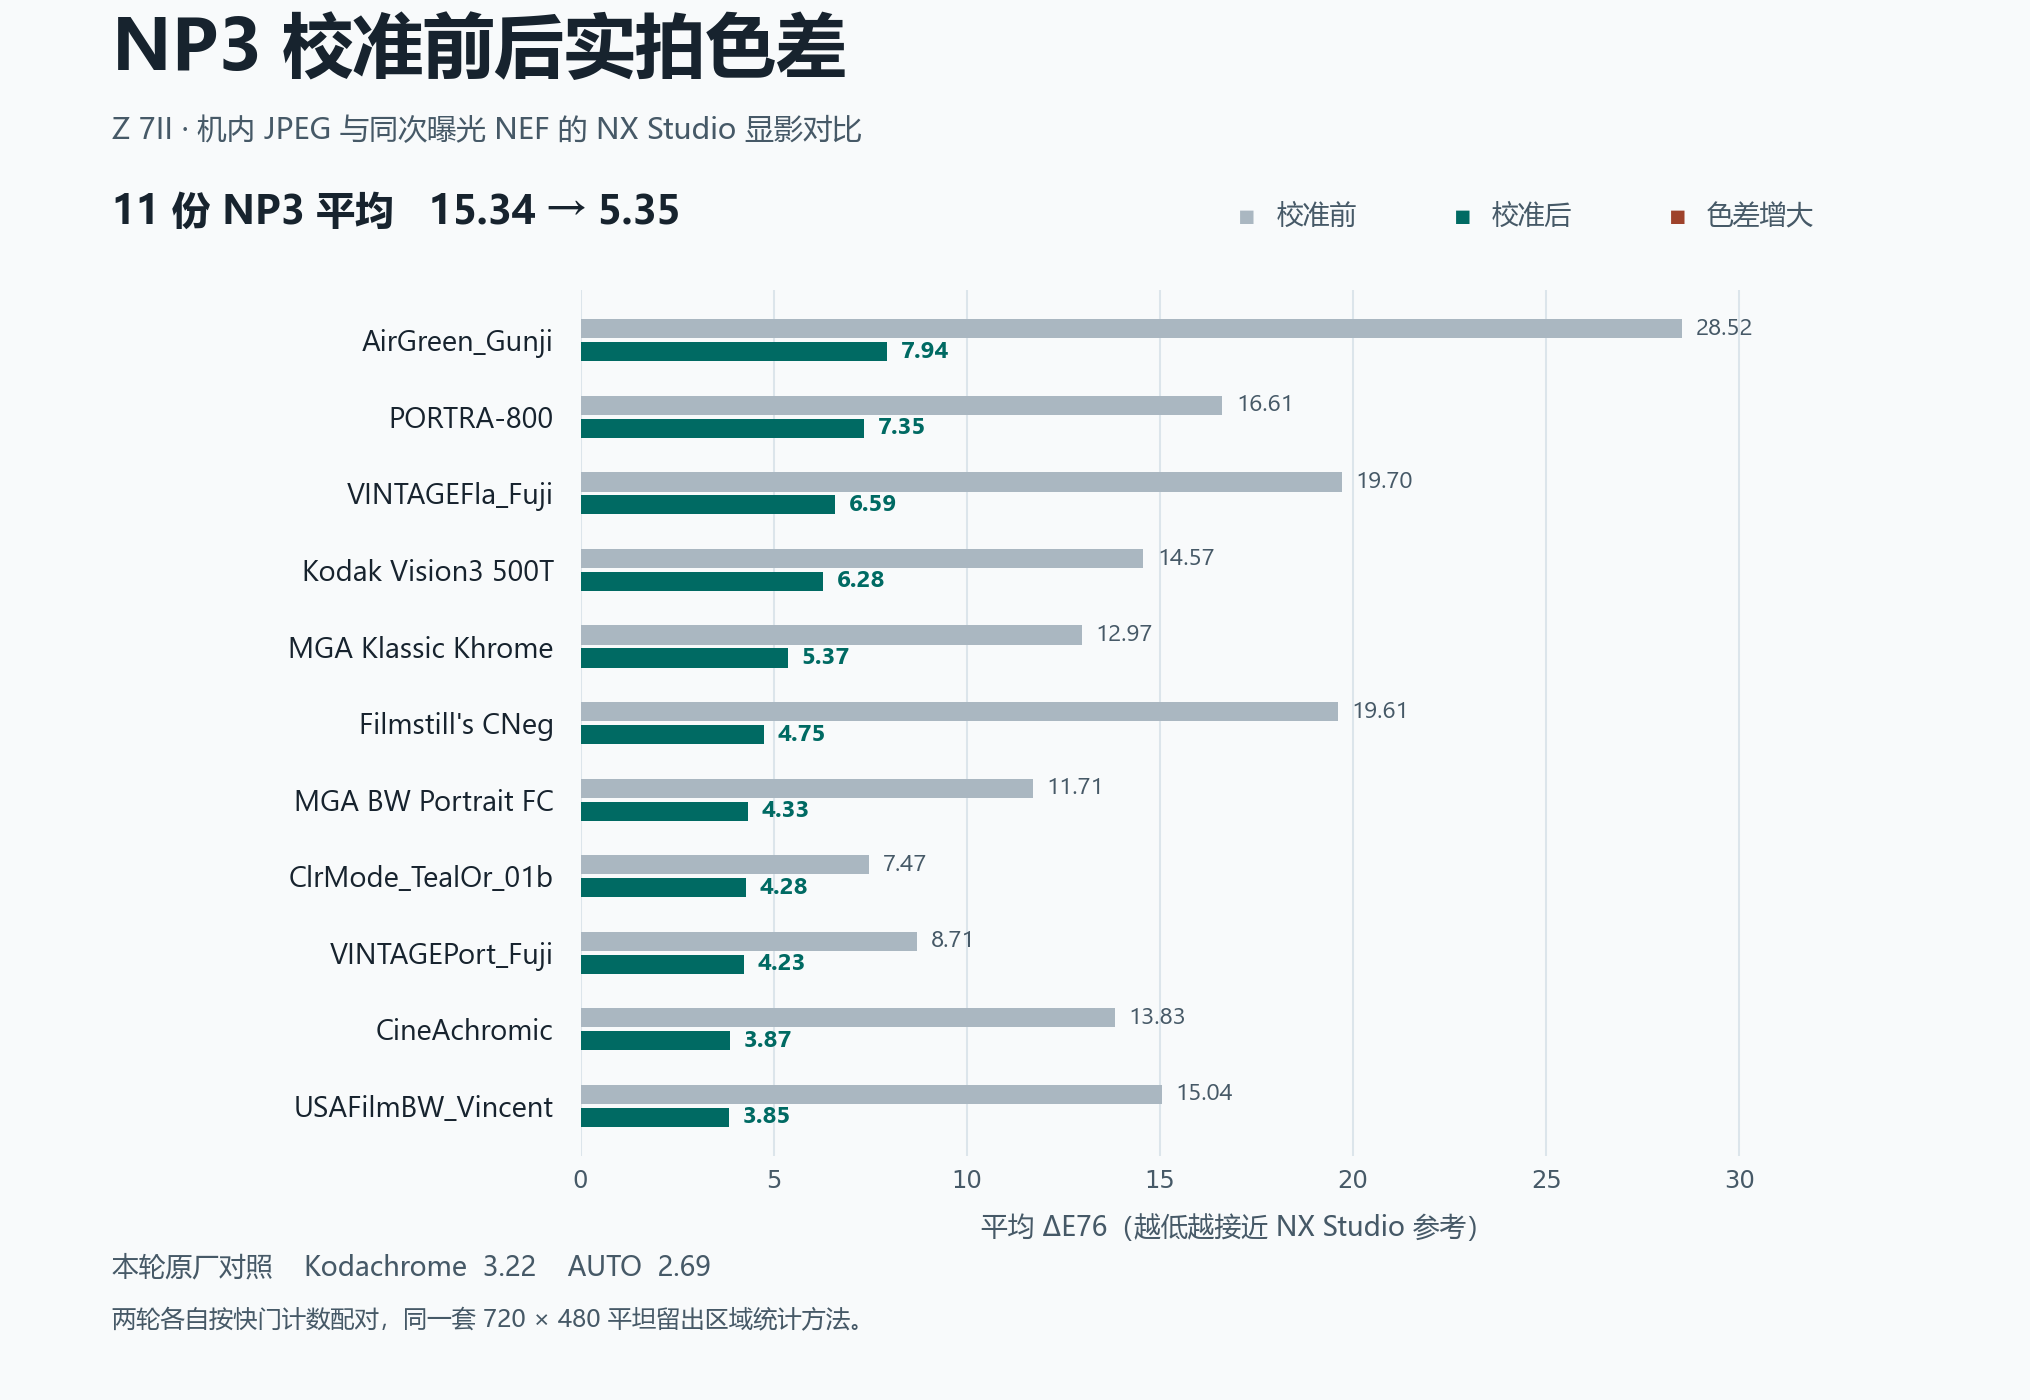 NP3 校准前后实拍色差
Z 7II · 机内 JPEG 与同次曝光 NEF 的 NX Studio 显影对比
11 份 NP3 平均 15.34 → 5.35
校准前 校准后 色差增大
AirGreen_Gunji 28.52
7.94
PORTRA-800 16.61
7.35
VINTAGEFla_Fuji 19.70
6.59
Kodak Vision3 500T 14.57
6.28
MGA Klassic Khrome 12.97
5.37
Filmstill's CNeg 19.61
4.75
MGA BW Portrait FC 11.71
4.33
ClrMode_TealOr_01b 7.47
4.28
VINTAGEPort_Fuji 8.71
4.23
CineAchromic 13.83
3.87
USAFilmBW_Vincent 15.04
3.85
0 5 10 15 20 25 30
平均 ΔE76（越低越接近 NX Studio 参考）
本轮原厂对照 Kodachrome 3.22 AUTO 2.69
两轮各自按快门计数配对，同一套 720 × 480 平坦留出区域统计方法。